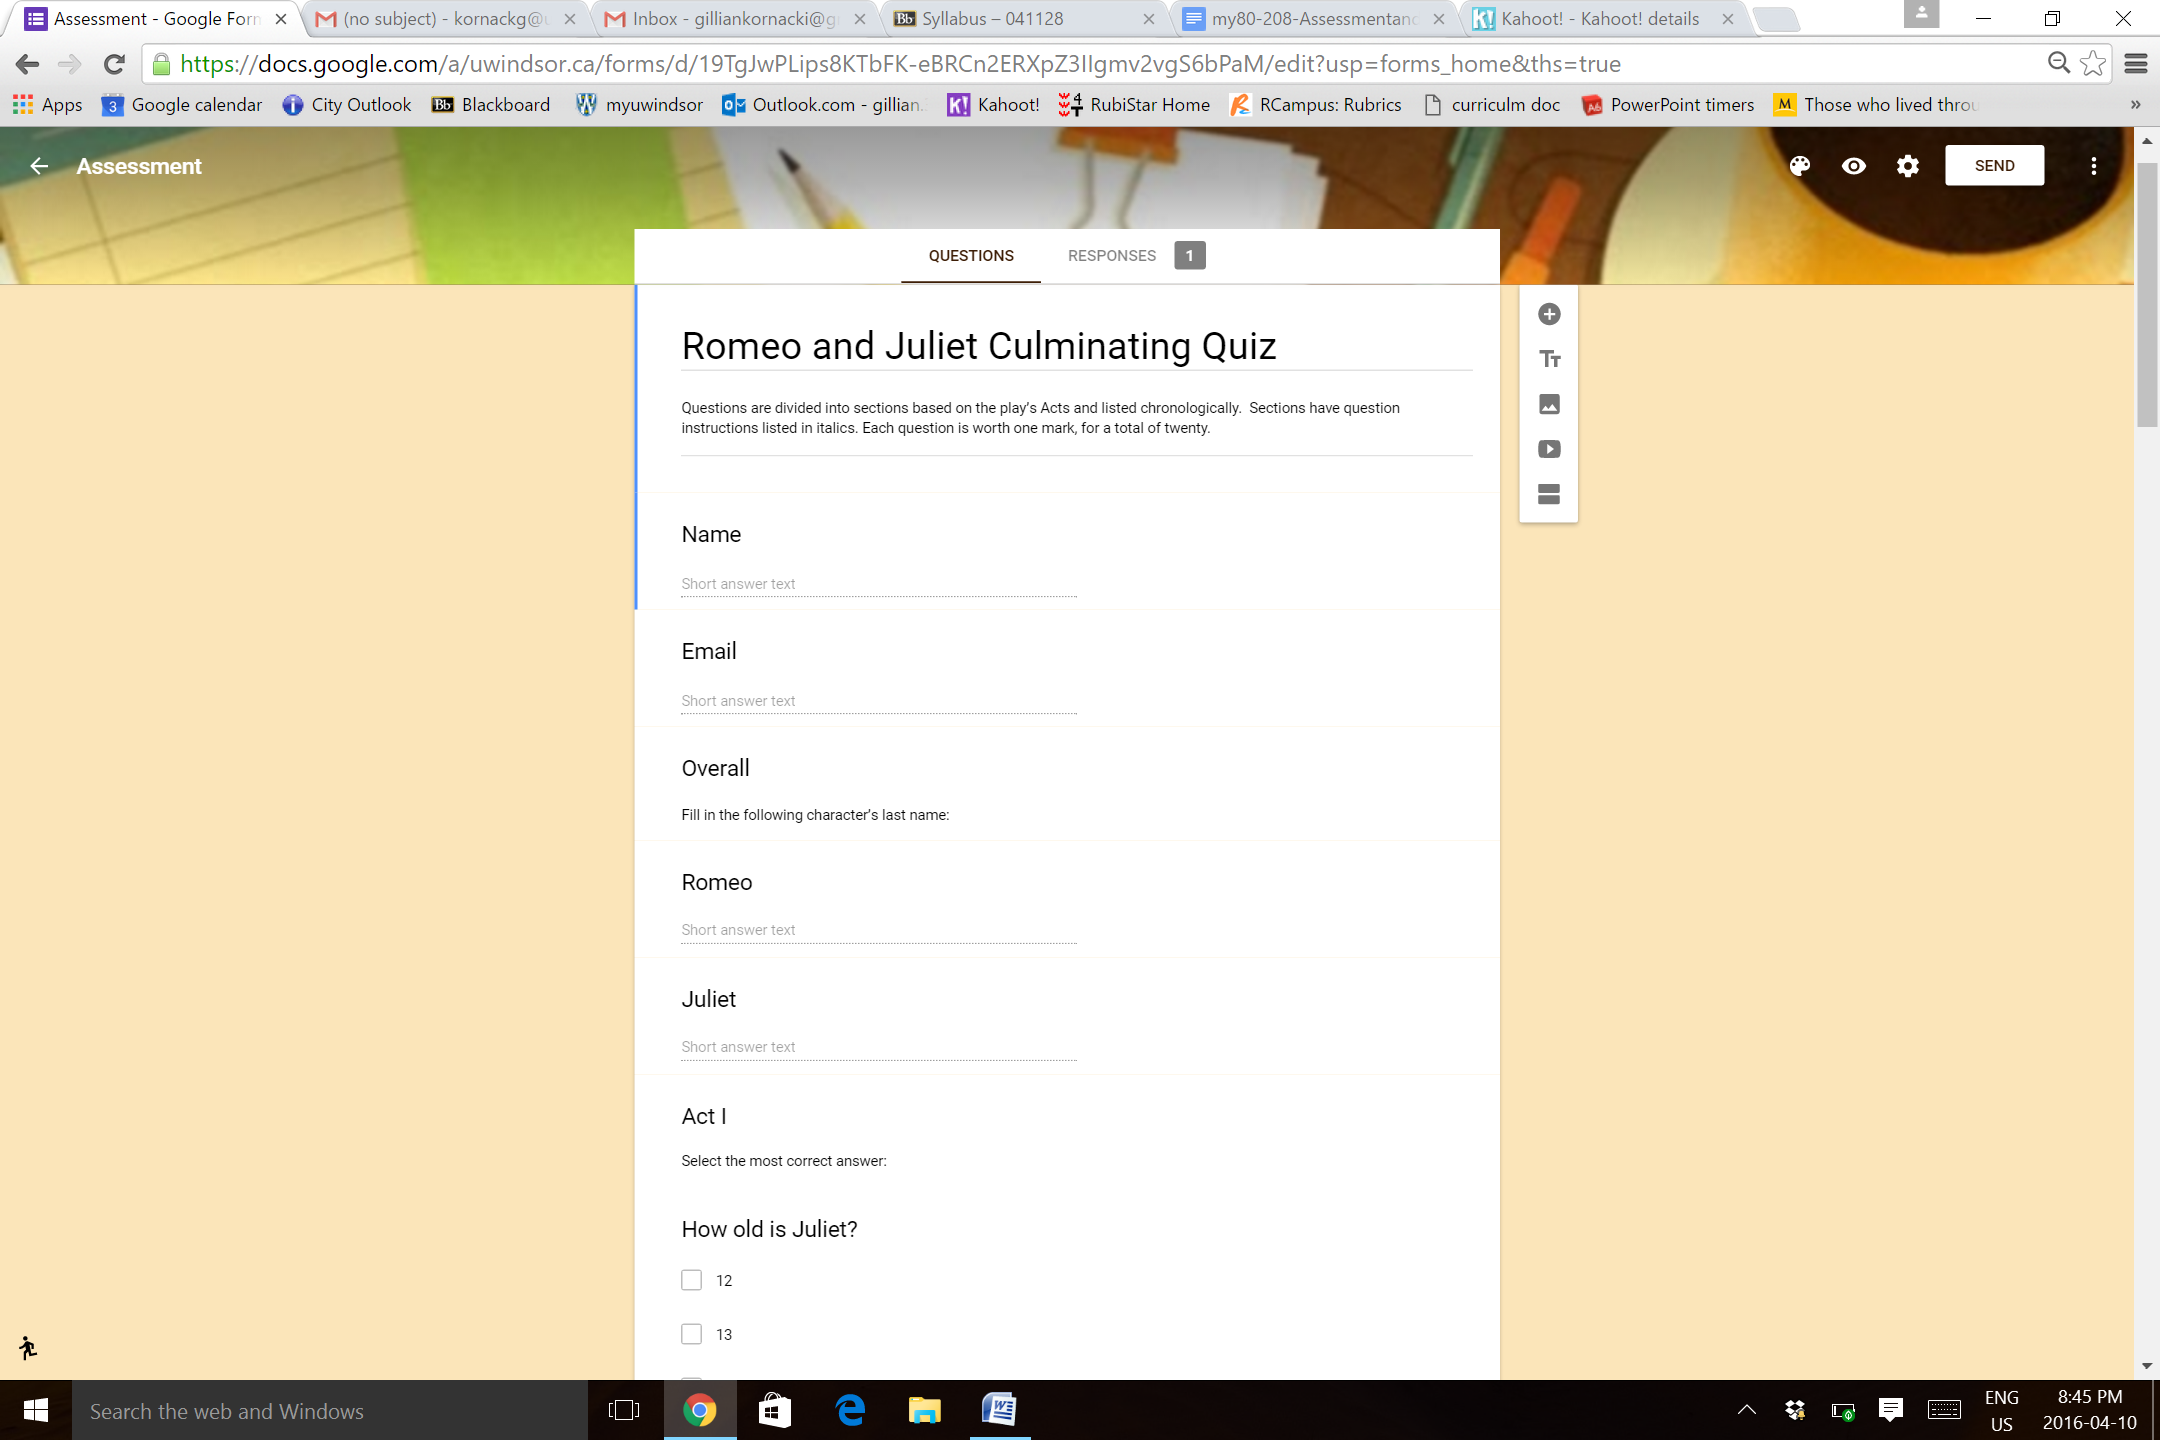 Assessment - Google Forn
(no subject) - kornackg@u
Inbox - gilliankornacki@g
Bb Syllabus – 041128
my80-208-Assessmentand
K! Kahoot! - Kahoot! details
https://docs.google.com/a/uwindsor.ca/forms/d/19TgJwPLips8KTbFK-eBRCn2ERXpZ3IIgmv2vgS6bPaM/edit?usp=forms_home&ths=true
Apps
3 Google calendar
City Outlook
Bb Blackboard
myuwindsor
Outlook.com - gillian.
K! Kahoot!
RubiStar Home
RCampus: Rubrics
curriculm doc
PowerPoint timers
M Those who lived throu
»
Assessment
SEND
QUESTIONS
RESPONSES 1
Romeo and Juliet Culminating Quiz
Questions are divided into sections based on the play's Acts and listed chronologically.  Sections have question
instructions listed in italics. Each question is worth one mark, for a total of twenty.
Name
Short answer text
Email
Short answer text
Overall
Fill in the following character's last name:
Romeo
Short answer text
Juliet
Short answer text
Act I
Select the most correct answer:
How old is Juliet?
12
13
Search the web and Windows
ENG
US
8:45 PM
2016-04-10